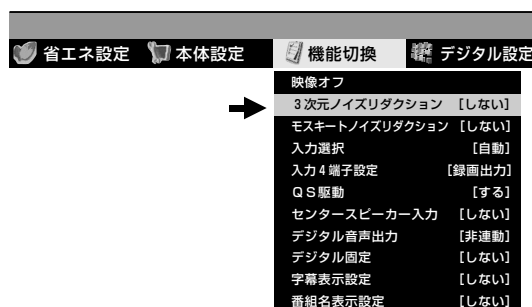 省エネ設定 本体設定 機能切換 デジタル設定
映像オフ
3次元ノイズリダクション [しない]
モスキートノイズリダクション [しない]
入力選択 [自動]
入力4端子設定 [録画出力]
QS駆動 [する]
センタースピーカー入力 [しない]
デジタル音声出力 [非連動]
デジタル固定 [しない]
字幕表示設定 [しない]
番組名表示設定 [しない]